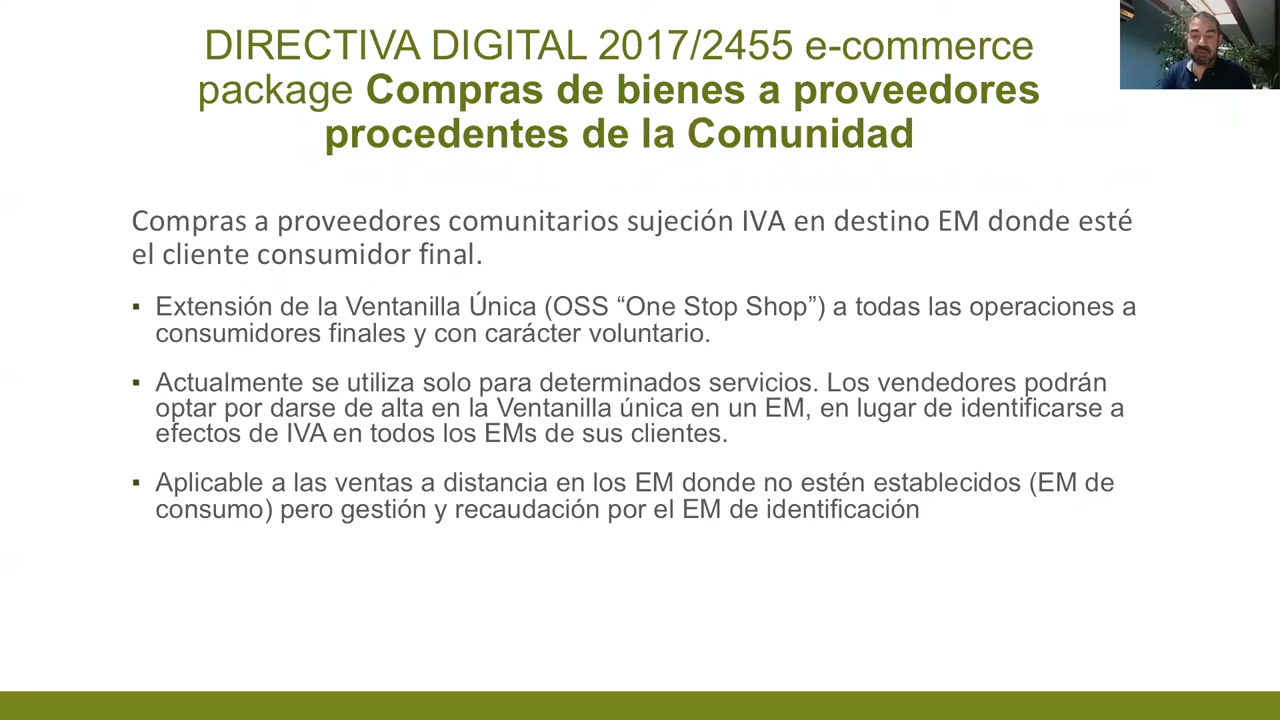 DIRECTIVA DIGITAL 2017/2455 e-commerce
package Compras de bienes a proveedores
procedentes de la Comunidad
Compras a proveedores comunitarios sujeción IVA en destino EM donde esté
el cliente consumidor final.
▪ Extensión de la Ventanilla Única (OSS “One Stop Shop”) a todas las operaciones a
consumidores finales y con carácter voluntario.
▪ Actualmente se utiliza solo para determinados servicios. Los vendedores podrán
optar por darse de alta en la Ventanilla única en un EM, en lugar de identificarse a
efectos de IVA en todos los EMs de sus clientes.
▪ Aplicable a las ventas a distancia en los EM donde no estén establecidos (EM de
consumo) pero gestión y recaudación por el EM de identificación